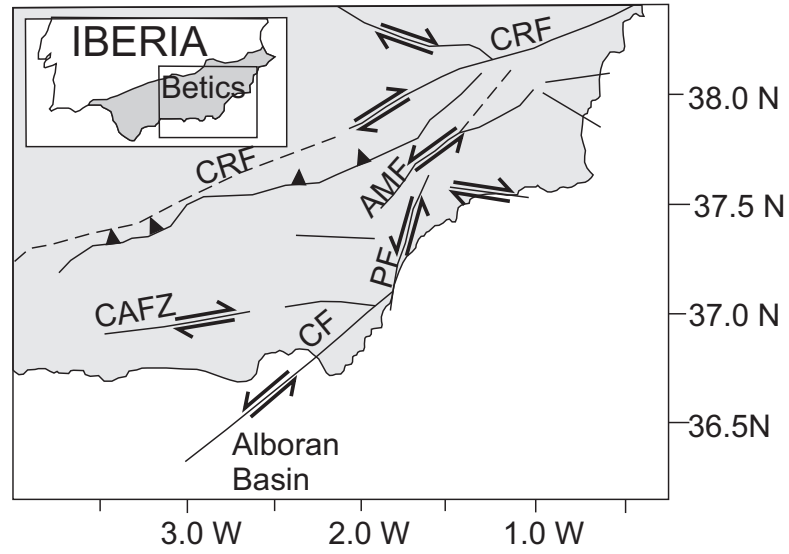 IBERIA
Betics
CRF
38.0 N
CRF
AMF
37.5 N
PF
CAFZ
37.0 N
CF
36.5N
Alboran
Basin
3.0 W
2.0 W
1.0 W